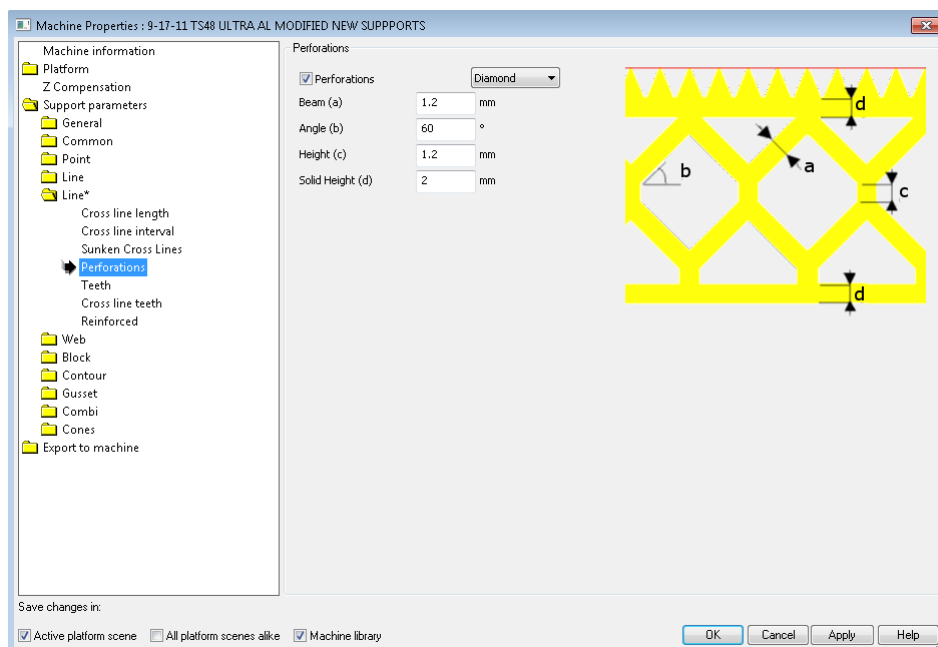 Machine Properties : 9-17-11 TS48 ULTRA AL MODIFIED NEW SUPPPORTS
Machine information
Platform
Z Compensation
Support parameters
General
Common
Point
Line
Line*
Cross line length
Cross line interval
Sunken Cross Lines
Perforations
Teeth
Cross line teeth
Reinforced
Web
Block
Contour
Gusset
Combi
Cones
Export to machine
Perforations
Perforations Diamond
Beam (a) 1.2 mm
Angle (b) 60 °
Height (c) 1.2 mm
Solid Height (d) 2 mm
d
a
b
c
d
Save changes in:
Active platform scene All platform scenes alike Machine library OK Cancel Apply Help